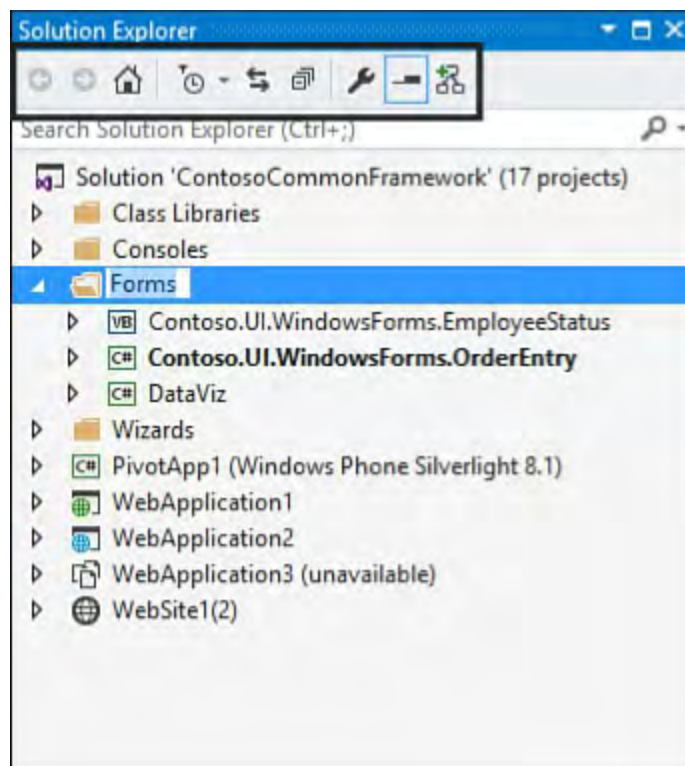 Solution Explorer
Search Solution Explorer (Ctrl+;)
Solution 'ContosoCommonFramework' (17 projects)
Class Libraries
Consoles
Forms
VB Contoso.UI.WindowsForms.EmployeeStatus
C# Contoso.UI.WindowsForms.OrderEntry
C# DataViz
Wizards
C# PivotApp1 (Windows Phone Silverlight 8.1)
WebApplication1
WebApplication2
WebApplication3 (unavailable)
WebSite1(2)